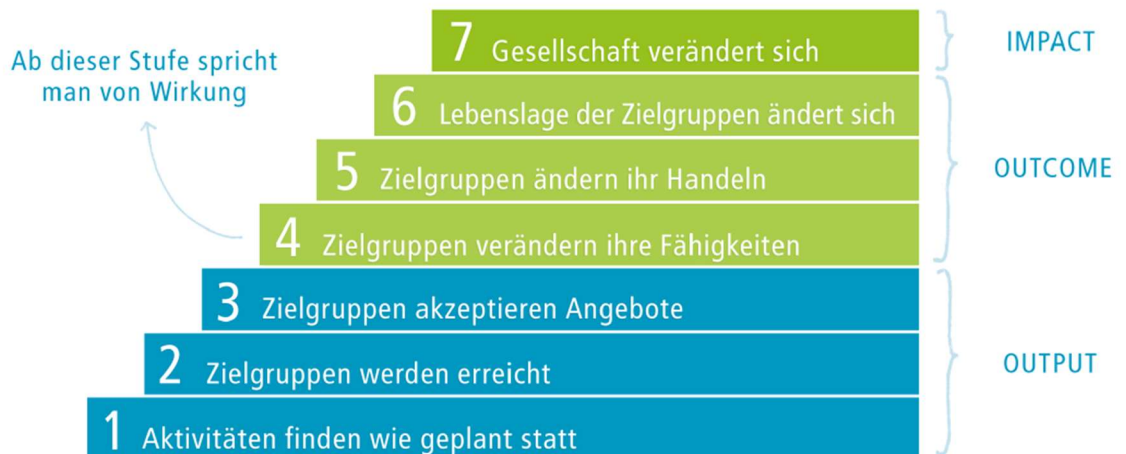 7 Gesellschaft verändert sich
IMPACT
Ab dieser Stufe spricht
man von Wirkung
6 Lebenslage der Zielgruppen ändert sich
5 Zielgruppen ändern ihr Handeln
OUTCOME
4 Zielgruppen verändern ihre Fähigkeiten
3 Zielgruppen akzeptieren Angebote
2 Zielgruppen werden erreicht
OUTPUT
1 Aktivitäten finden wie geplant statt